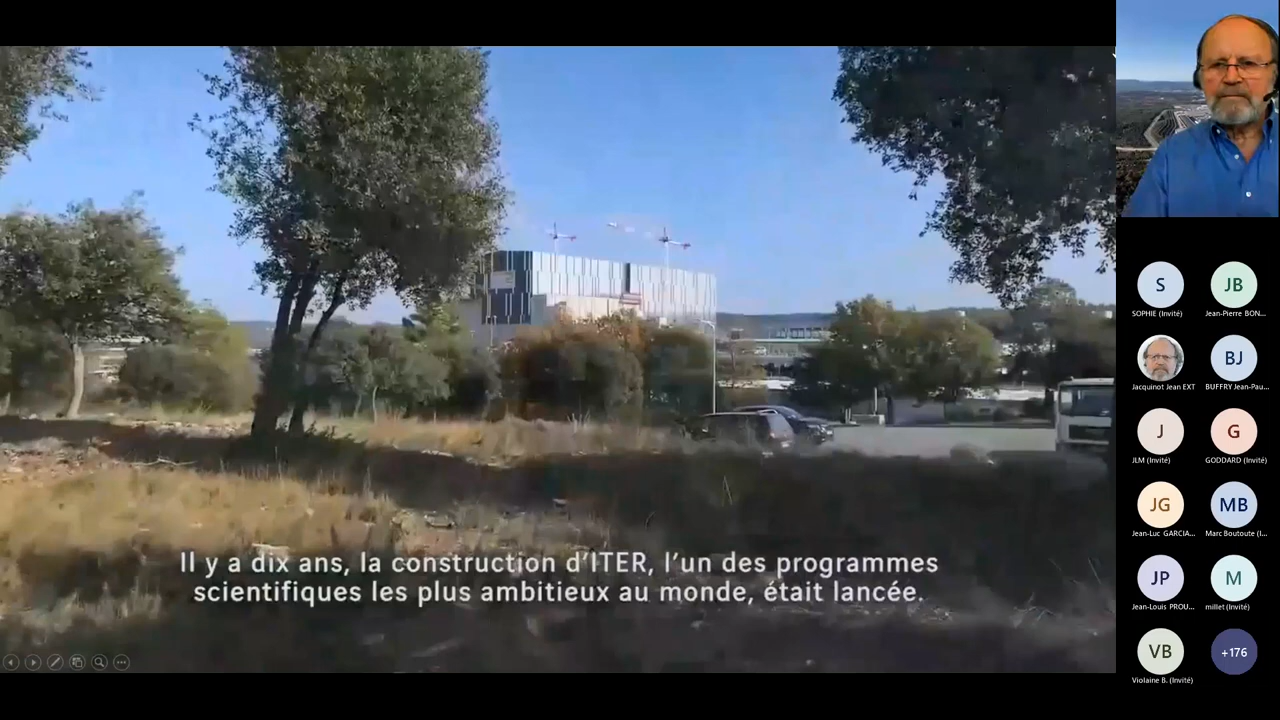 Il y a dix ans, la construction d'ITER, l'un des programmes
scientifiques les plus ambitieux au monde, était lancée.
S
SOPHIE (Invité)
JB
Jean-Pierre BON...
Jacquinot Jean EXT
BJ
BUFFRY Jean-Pau...
J
JLM (Invité)
G
GODDARD (Invité)
JG
Jean-Luc GARCIA...
MB
Marc Boutoute (I...
JP
Jean-Louis PROU...
M
millet (Invité)
VB
Violaine B. (Invité)
+176